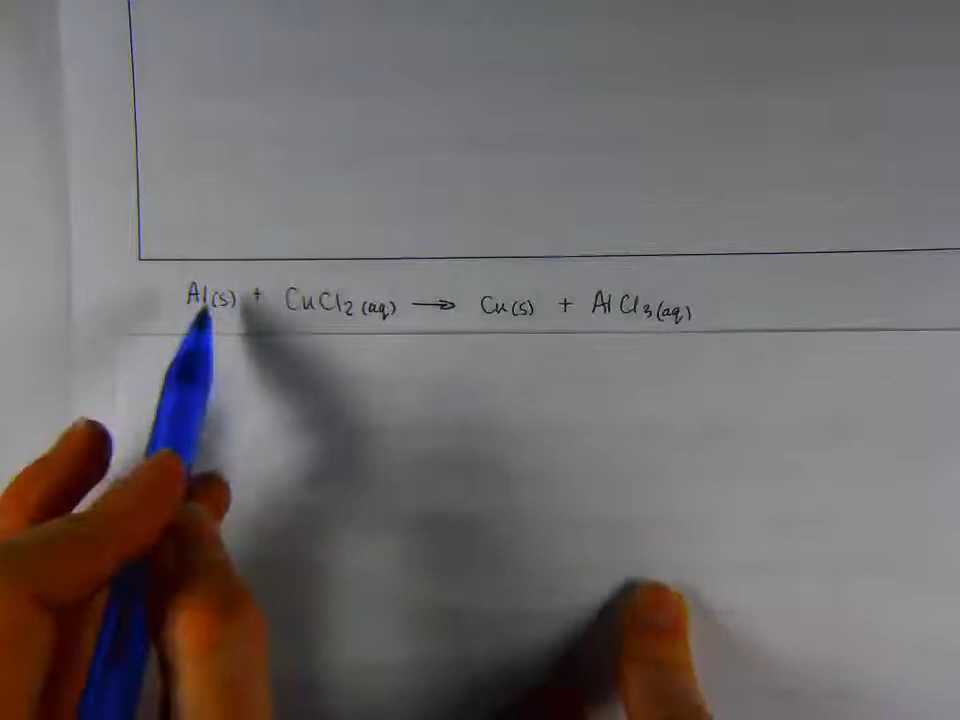 Al(s) + CuCl2 (aq) → Cu(s) + AlCl3(aq)